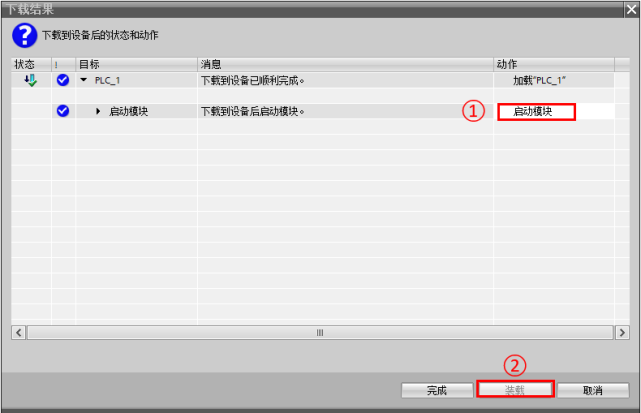 下载结果
下载到设备后的状态和动作
状态 ! 目标 消息 动作
PLC_1 下载到设备已顺利完成。 加载"PLC_1"
启动模块 下载到设备后启动模块。 ① 启动模块
②
完成 装载 取消